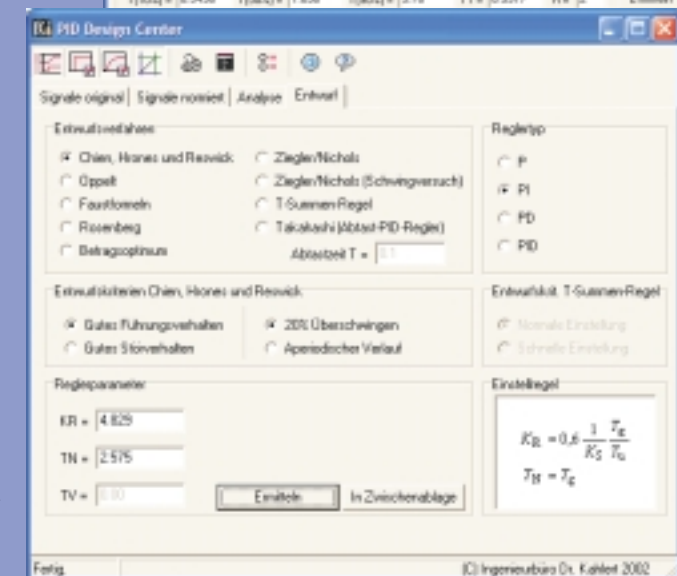 PID Design Center
Signale original | Signale normiert | Analyse | Entwurf
Entwurfsverfahren
Reglertyp
Chien, Hrones und Reswick
Ziegler/Nichols
P
Oppelt
Ziegler/Nichols (Schwingversuch)
PI
Faustformeln
T-Summen-Regel
PD
Rosenberg
Takahashi (Abtast-PID-Regler)
PID
Betragsoptimum
Abtastzeit T = 0.1
Entwurfskriterien Chien, Hrones und Reswick
Entwurfskrit. T-Summen-Regel
Gutes Führungsverhalten
20% Überschwingen
Normale Einstellung
Gutes Störverhalten
Aperiodischer Verlauf
Schnelle Einstellung
Reglerparameter
Einstellregel
KR = 4.829
TN = 2.575
TV = 0.00
Ermitteln
In Zwischenablage
K_R = 0,6 1/K_S T_g/T_u
T_N = T_g
Fertig.
(C) Ingenieurbüro Dr. Kahlert 2002